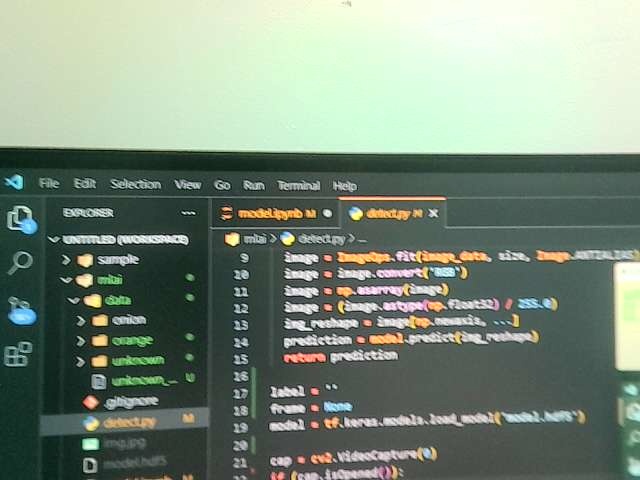 File Edit Selection View Go Run Terminal Help
EXPLORER ...
model.ipynb M
detect.py M
UNTITLED (WORKSPACE)
mlai > detect.py > ...
sample
mlai
data
onion
orange
unknown
unknown_... U
.gitignore
detect.py M
img.jpg
model.hdf5
9 image = ImageOps.fit(image_data, size, Image.ANTIALIAS)
10 image = image.convert('RGB')
11 image = np.asarray(image)
12 image = (image.astype(np.float32) / 255.0)
13 img_reshape = image[np.newaxis, ...]
14 prediction = model.predict(img_reshape)
15 return prediction
16
17 label = ''
18 frame = None
19 model = tf.keras.models.load_model('model.hdf5')
20
21 cap = cv2.VideoCapture(0)
if (cap.isOpened()):